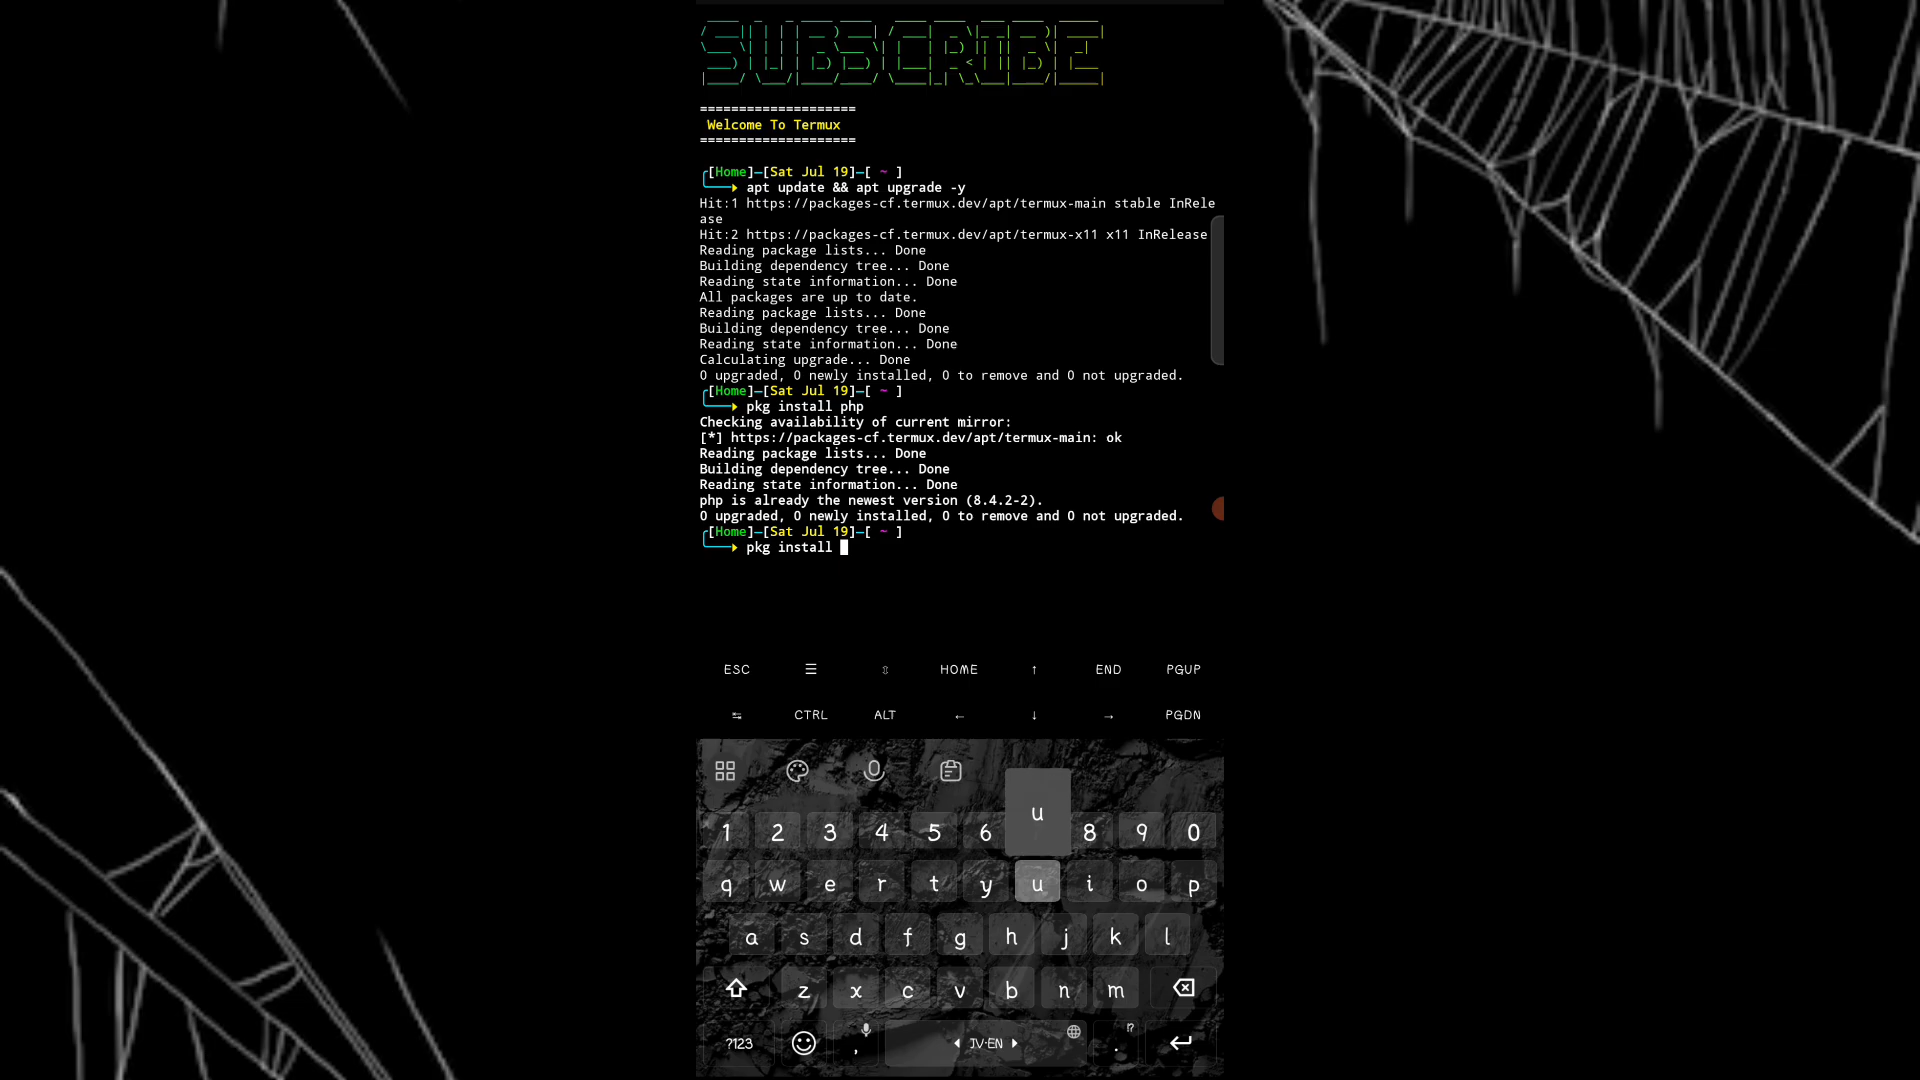 SUBSCRIBE
====================
Welcome To Termux
====================
[Home]—[Sat Jul 19]—[ ~ ]
apt update && apt upgrade -y
Hit:1 https://packages-cf.termux.dev/apt/termux-main stable InRele
ase
Hit:2 https://packages-cf.termux.dev/apt/termux-x11 x11 InRelease
Reading package lists... Done
Building dependency tree... Done
Reading state information... Done
All packages are up to date.
Reading package lists... Done
Building dependency tree... Done
Reading state information... Done
Calculating upgrade... Done
0 upgraded, 0 newly installed, 0 to remove and 0 not upgraded.
[Home]—[Sat Jul 19]—[ ~ ]
pkg install php
Checking availability of current mirror:
[*] https://packages-cf.termux.dev/apt/termux-main: ok
Reading package lists... Done
Building dependency tree... Done
Reading state information... Done
php is already the newest version (8.4.2-2).
0 upgraded, 0 newly installed, 0 to remove and 0 not upgraded.
[Home]—[Sat Jul 19]—[ ~ ]
pkg install
ESC ☰ ⇳ HOME ↑ END PGUP
↹ CTRL ALT ← ↓ → PGDN
u
1 2 3 4 5 6 8 9 0
q w e r t y u i o p
a s d f g h j k l
z x c v b n m
?123 , JV·EN . !?